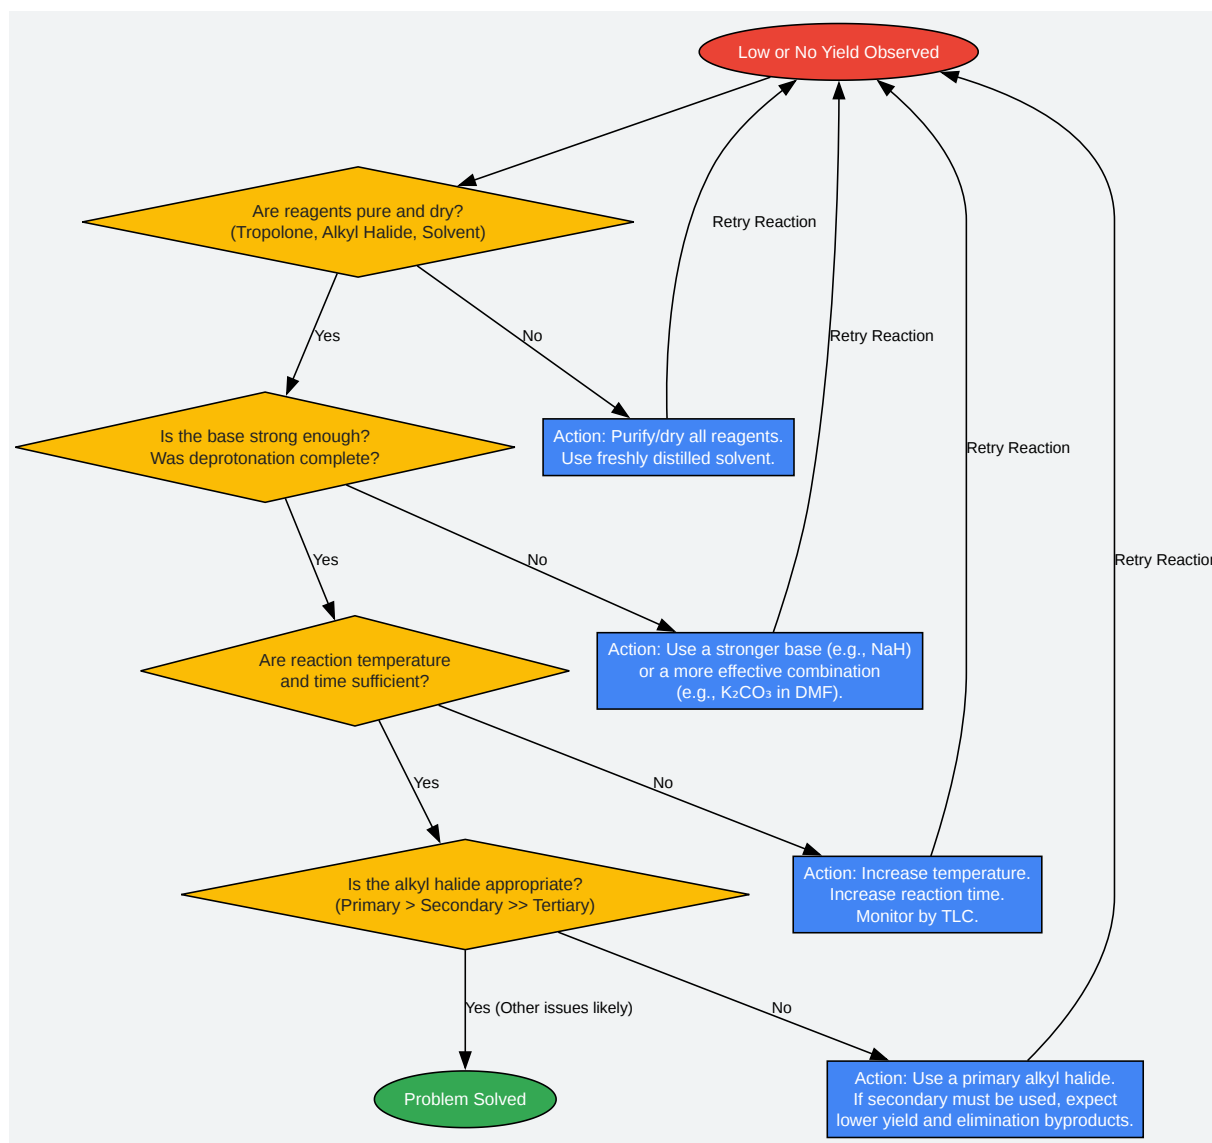 Low or No Yield Observed
Are reagents pure and dry?
(Tropolone, Alkyl Halide, Solvent)
Retry Reaction
Yes
No
Retry Reaction
Is the base strong enough?
Was deprotonation complete?
Action: Purify/dry all reagents.
Use freshly distilled solvent.
Retry Reaction
Yes
No
Retry Reaction
Are reaction temperature
and time sufficient?
Action: Use a stronger base (e.g., NaH)
or a more effective combination
(e.g., K₂CO₃ in DMF).
Yes
No
Is the alkyl halide appropriate?
(Primary > Secondary >> Tertiary)
Action: Increase temperature.
Increase reaction time.
Monitor by TLC.
Yes (Other issues likely)
No
Problem Solved
Action: Use a primary alkyl halide.
If secondary must be used, expect
lower yield and elimination byproducts.